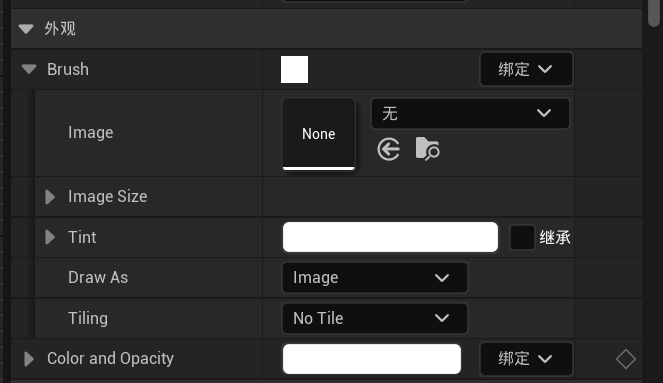 外观
Brush 绑定
Image None 无
Image Size
Tint 继承
Draw As Image
Tiling No Tile
Color and Opacity 绑定